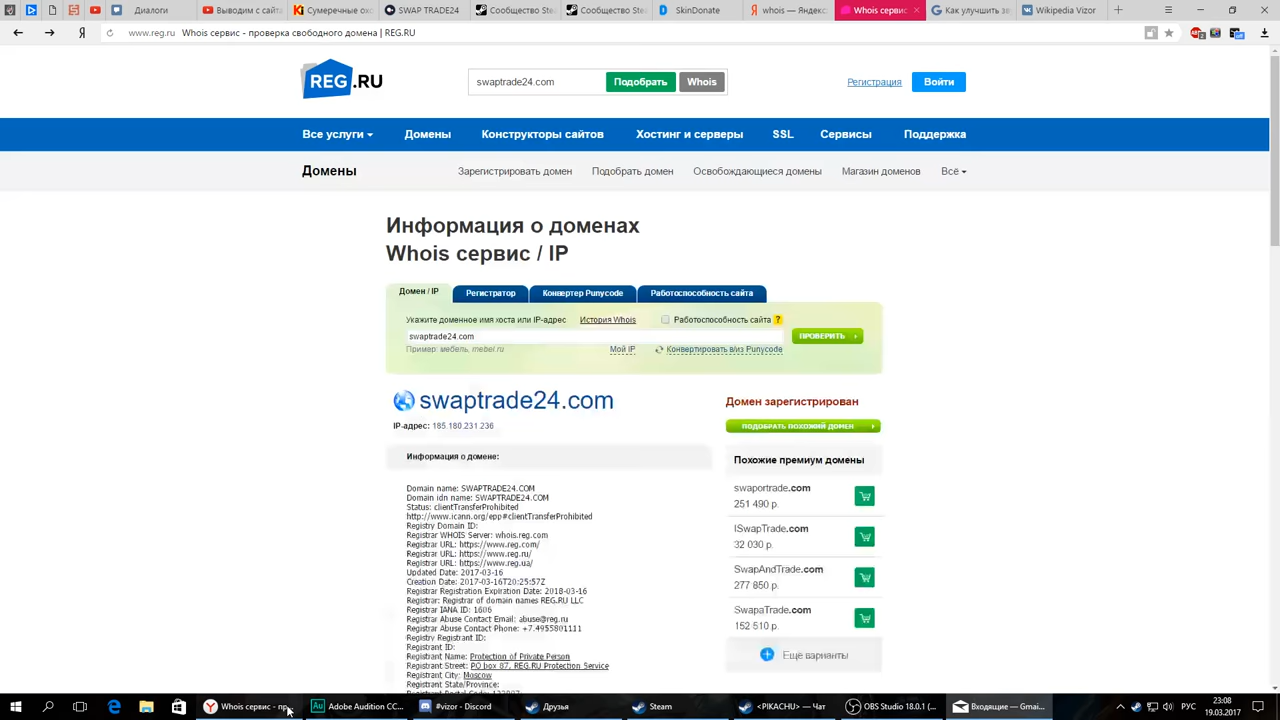 Диалоги
Выводим с сайта
Сумеречные охо
SWAP TRADE24
Сообщество Stea
Сообщество Stea
SkinDonate
whois — Яндекс
Whois сервис
Как улучшить зв
Wikipedia Vizor
www.reg.ru Whois сервис - проверка свободного домена | REG.RU
REG.RU
swaptrade24.com Подобрать Whois
Регистрация Войти
Все услуги Домены Конструкторы сайтов Хостинг и серверы SSL Сервисы Поддержка
Домены Зарегистрировать домен Подобрать домен Освобождающиеся домены Магазин доменов Всё
Информация о доменах
Whois сервис / IP
Домен / IP Регистратор Конвертер Punycode Работоспособность сайта
Укажите доменное имя хоста или IP-адрес История Whois Работоспособность сайта ?
swaptrade24.com ПРОВЕРИТЬ
Пример: мебель, mebel.ru Мой IP Конвертировать в/из Punycode
swaptrade24.com
IP-адрес: 185.180.231.236
Домен зарегистрирован
ПОДОБРАТЬ ПОХОЖИЙ ДОМЕН
Информация о домене:
Domain name: SWAPTRADE24.COM
Domain idn name: SWAPTRADE24.COM
Status: clientTransferProhibited
http://www.icann.org/epp#clientTransferProhibited
Registry Domain ID:
Registrar WHOIS Server: whois.reg.com
Registrar URL: https://www.reg.com/
Registrar URL: https://www.reg.ru/
Registrar URL: https://www.reg.ua/
Updated Date: 2017-03-16
Creation Date: 2017-03-16T20:25:57Z
Registrar Registration Expiration Date: 2018-03-16
Registrar: Registrar of domain names REG.RU LLC
Registrar IANA ID: 1606
Registrar Abuse Contact Email: abuse@reg.ru
Registrar Abuse Contact Phone: +7.4955801111
Registry Registrant ID:
Registrant ID:
Registrant Name: Protection of Private Person
Registrant Street: PO box 87, REG.RU Protection Service
Registrant City: Moscow
Registrant State/Province:
Похожие премиум домены
swaportrade.com
251 490 р.
ISwapTrade.com
32 030 р.
SwapAndTrade.com
277 850 р.
SwapaTrade.com
152 510 р.
Ещё варианты
Whois сервис - пр...
Adobe Audition CC...
#vizor - Discord
Друзья
Steam
<PIKACHU> — Чат
OBS Studio 18.0.1 (...
Входящие — Gmai...
РУС
23:08
19.03.2017